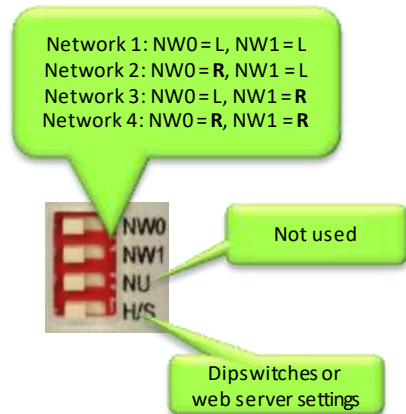 Network 1: NW0 = L, NW1 = L
Network 2: NW0 = R, NW1 = L
Network 3: NW0 = L, NW1 = R
Network 4: NW0 = R, NW1 = R
NW0
NW1
NU
H/S
Not used
Dipswitches or
web server settings